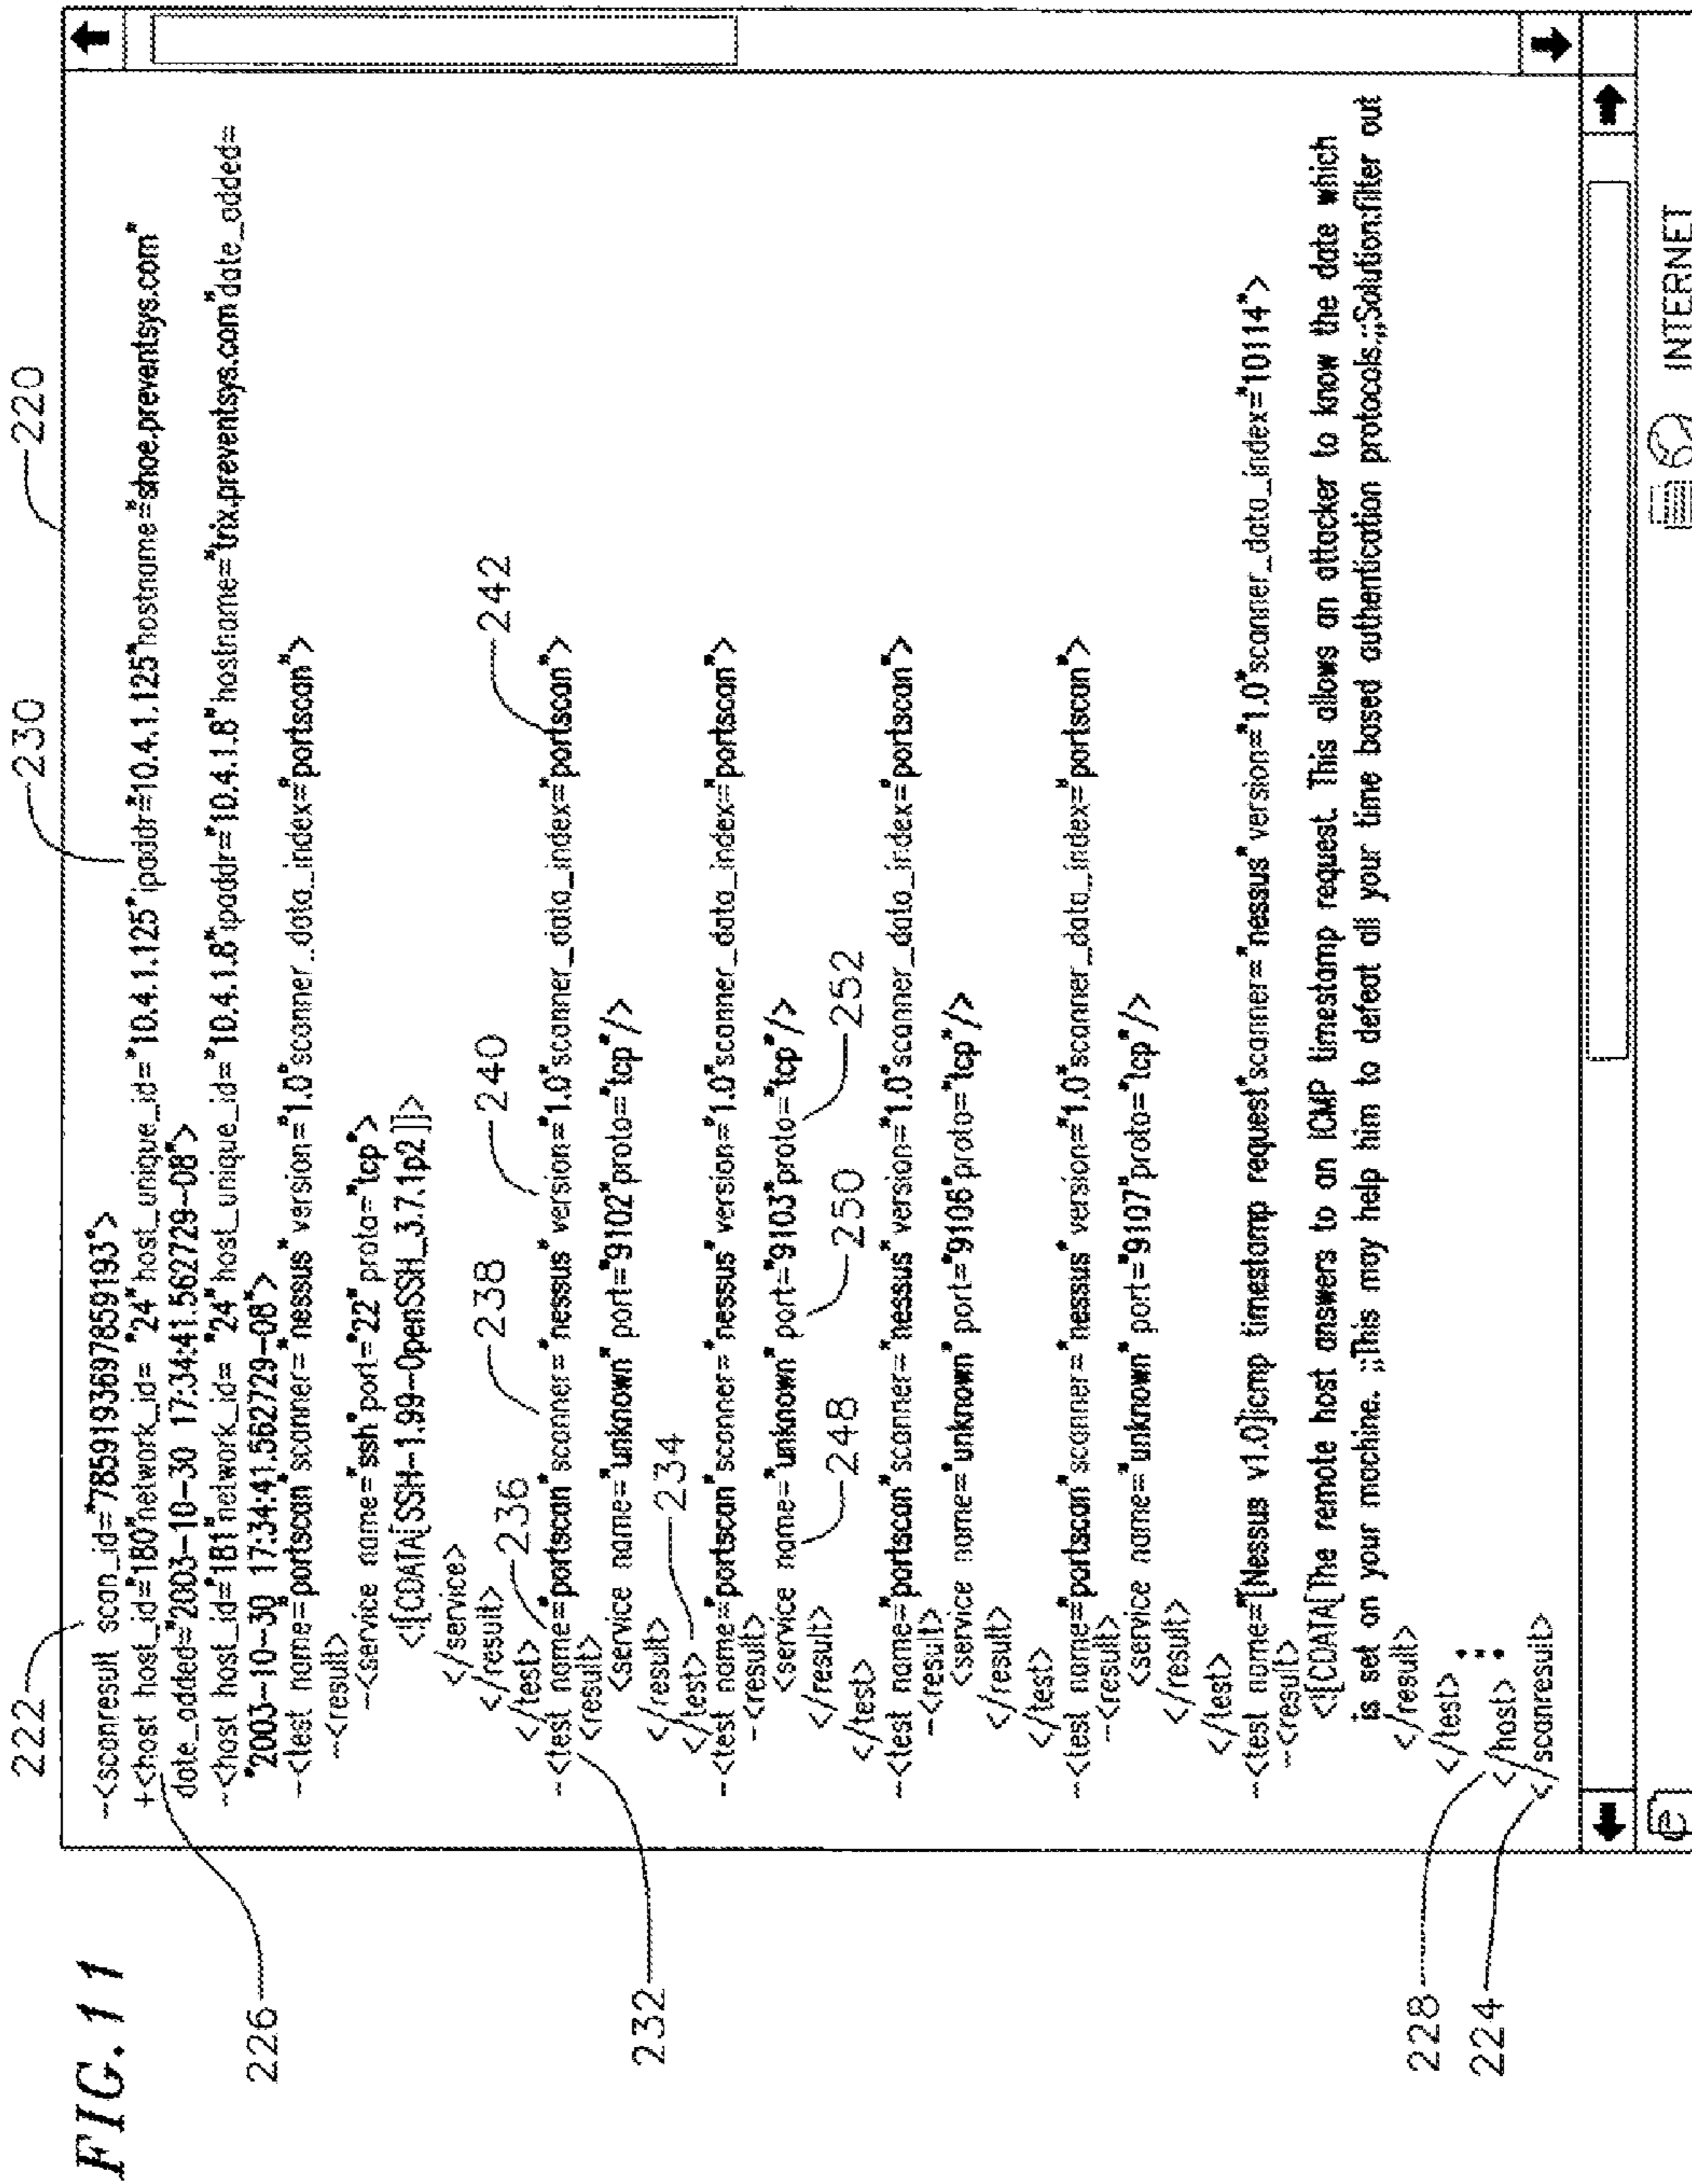 FIG. 11
220
222
230
-<scanresult scan_id="7859193697859193">
+<host host_id="180"network_id= "24" host_unique_id="10.4.1.125"ipaddr="10.4.1.125"hostname="shoe.preventsys.com"
date_added="2003-10-30 17:34:41.562729-08">
-<host host_id="181"network_id= "24" host_unique_id="10.4.1.8"ipaddr="10.4.1.8"hostname="trix.preventsys.com"date_added=
"2003-10-30 17:34:41.562729-08">
226
-<test name="portscan"scanner="nessus" version="1.0"scanner_data_index="portscan">
-<result>
-<service name="ssh"port="22" proto="tcp">
<![CDATA[SSH-1.99-OpenSSH_3.7.1p2]]>
</service>
</result>
</test>
236
238
240
242
-<test name="portscan"scanner="nessus" version="1.0"scanner_data_index="portscan">
<result>
<service name="unknown" port="9102"proto="tcp"/>
</result>
</test>
232
234
-<test name="portscan"scanner="nessus" version="1.0"scanner_data_index="portscan">
-<result>
<service name="unknown" port="9103"proto="tcp"/>
</result>
</test>
248
250
252
-<test name="portscan"scanner="nessus" version="1.0"scanner_data_index="portscan">
-<result>
<service name="unknown" port="9106"proto="tcp"/>
</result>
</test>
-<test name="portscan"scanner="nessus" version="1.0"scanner_data_index="portscan">
-<result>
<service name="unknown" port="9107"proto="tcp"/>
</result>
</test>
-<test name="[Nessus v1.0]icmp timestamp request"scanner="nessus" version="1.0"scanner_data_index="10114">
-<result>
<![CDATA[The remote host answers to an ICMP timestamp request. This allows an attacker to know the date which
is set on your machine. ;;This may help him to defeat all your time based authentication protocols.;;Solution:filter out
</result>
</test>
</host>
</scanresult>
228
224
e
INTERNET